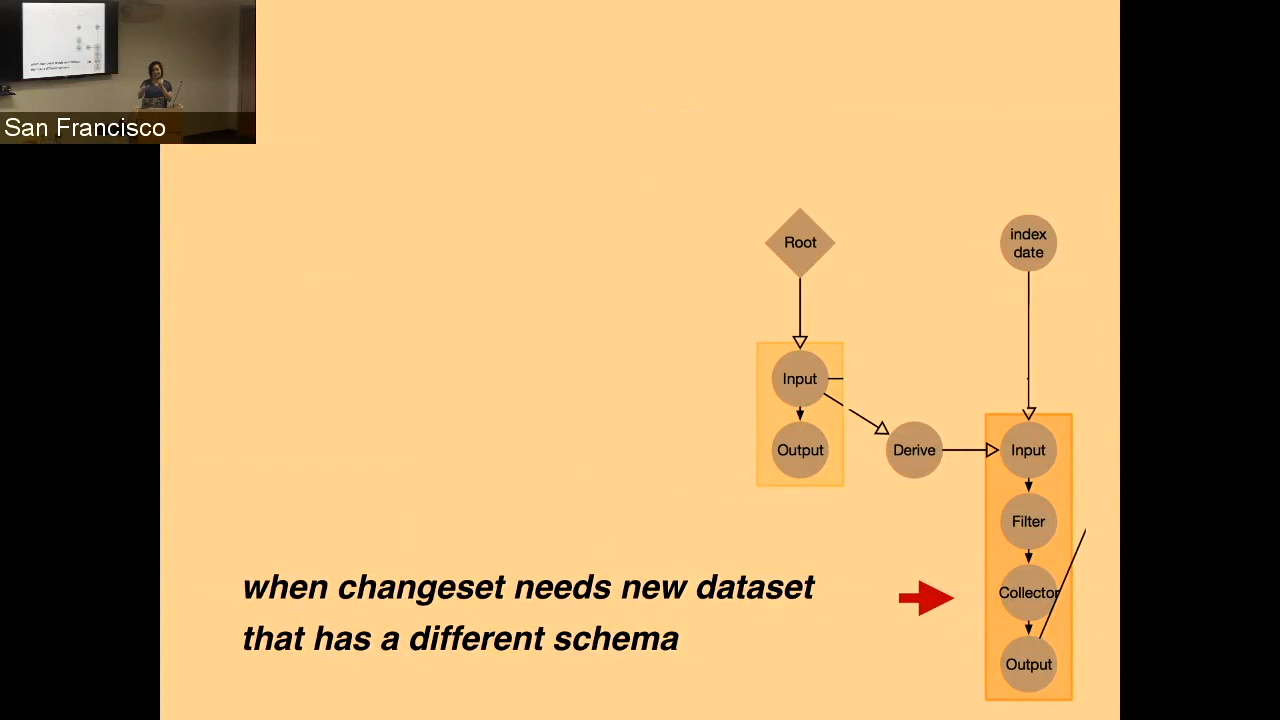 San Francisco
Root
index
date
Input
Output
Derive
Input
Filter
Collector
Output
when changeset needs new dataset
that has a different schema